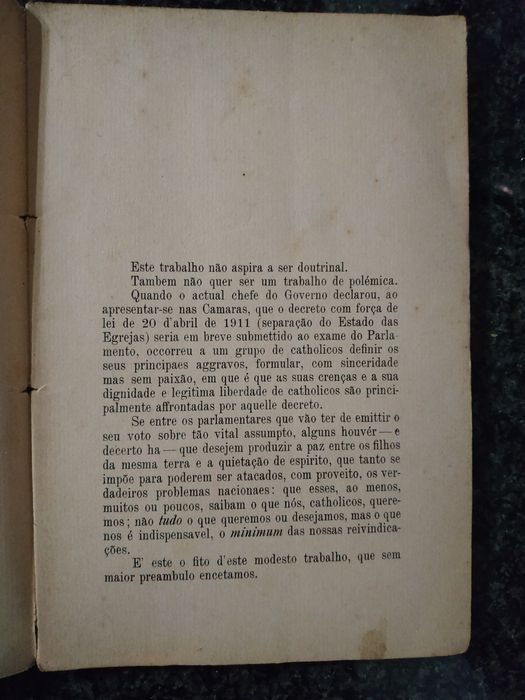 Este trabalho não aspira a ser doutrinal.
Tambem não quer ser um trabalho de polémica.
Quando o actual chefe do Governo declarou, ao
apresentar-se nas Camaras, que o decreto com força de
lei de 20 d'abril de 1911 (separação do Estado das
Egrejas) seria em breve submettido ao exame do Parla-
mento, occorreu a um grupo de catholicos definir os
seus principaes aggravos, formular, com sinceridade
mas sem paixão, em que é que as suas crenças e a sua
dignidade e legitima liberdade de catholicos são princi-
palmente affrontadas por aquelle decreto.
Se entre os parlamentares que vão ter de emittir o
seu voto sobre tão vital assumpto, alguns houvér — e
decerto ha — que desejem produzir a paz entre os filhos
da mesma terra e a quietação de espirito, que tanto se
impõe para poderem ser atacados, com proveito, os ver-
dadeiros problemas nacionaes: que esses, ao menos,
muitos ou poucos, saibam o que nós, catholicos, quere-
mos; não tudo o que queremos ou desejamos, mas o que
nos é indispensavel, o minimum das nossas reivindica-
ções.
E' este o fito d'este modesto trabalho, que sem
maior preambulo encetamos.